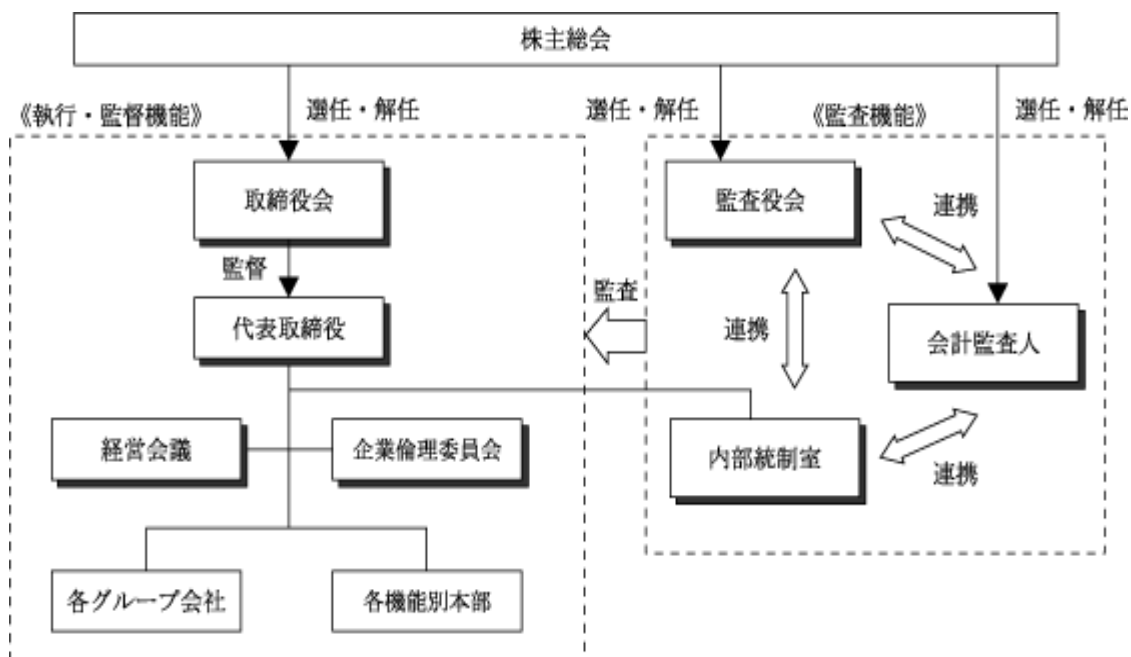 株主総会
《執行・監督機能》
選任・解任
選任・解任
《監査機能》
選任・解任
取締役会
監査役会
連携
監督
監査
代表取締役
連携
会計監査人
経営会議
企業倫理委員会
内部統制室
連携
各グループ会社
各機能別本部